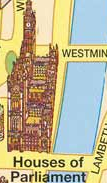 WESTMIN
LAMBETH
Houses of
Parliament